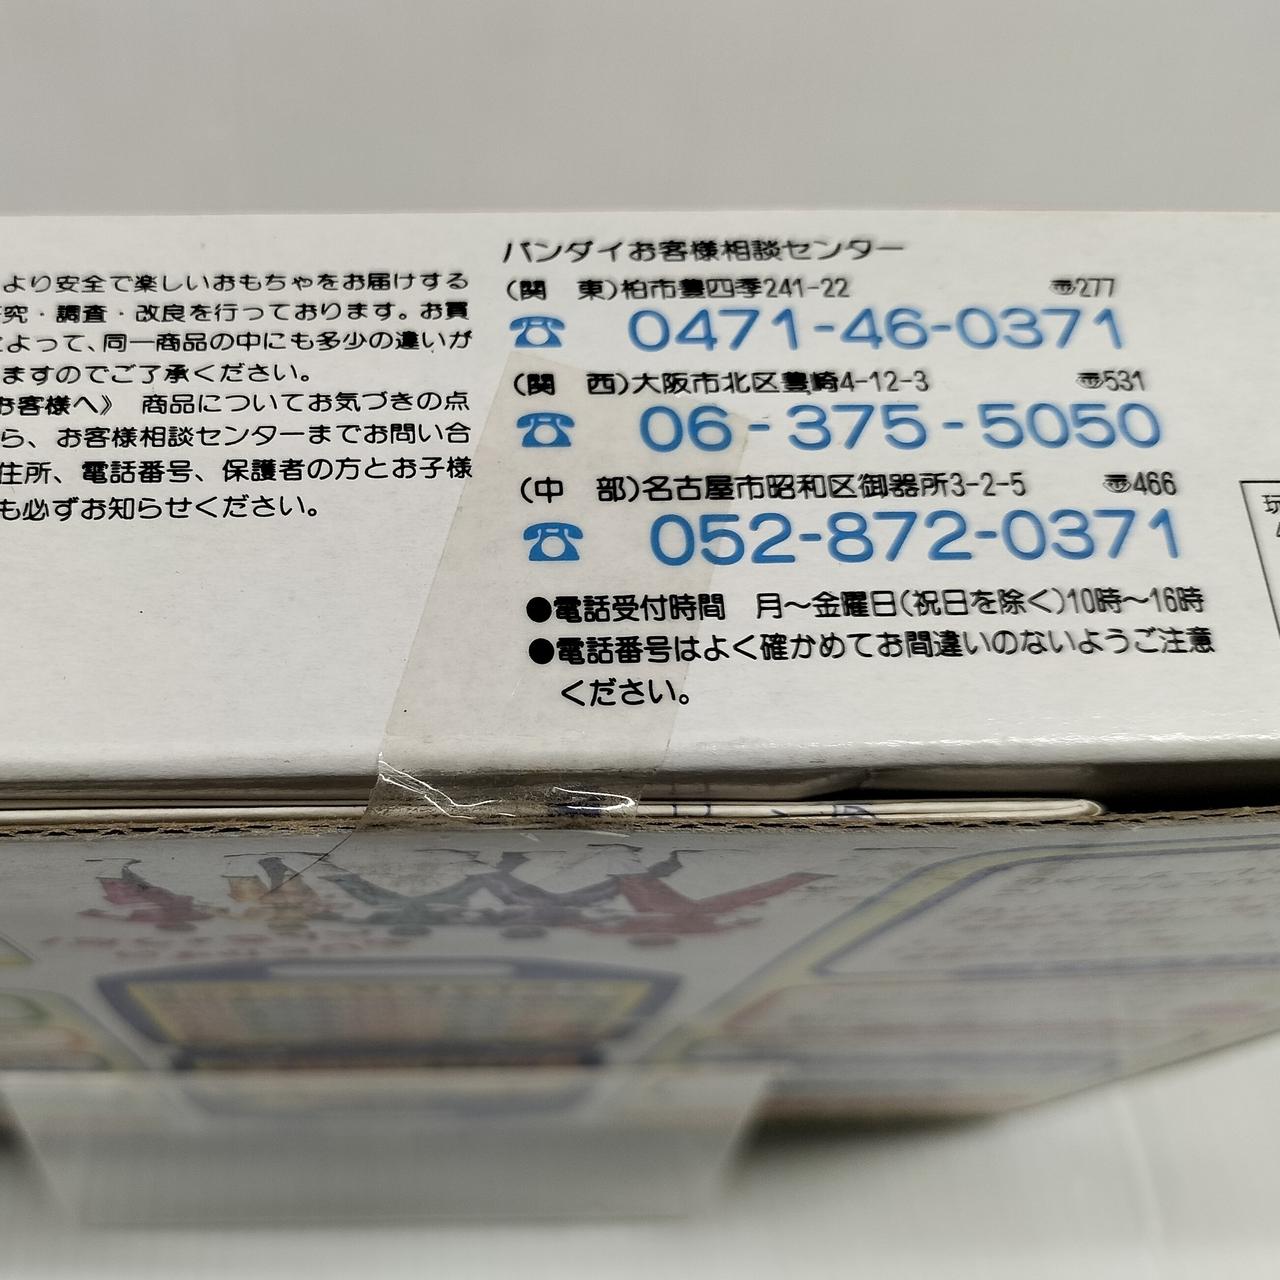 より安全で楽しいおもちゃをお届けする
究・調査・改良を行っております。お買
よって、同一商品の中にも多少の違いが
ますのでご了承ください。
お客様へ》 商品についてお気づきの点
ら、お客様相談センターまでお問い合
住所、電話番号、保護者の方とお子様
も必ずお知らせください。
バンダイお客様相談センター
(関 東)柏市豊四季241-22 〠277
☎ 0471-46-0371
(関 西)大阪市北区豊崎4-12-3 〠531
☎ 06-375-5050
(中 部)名古屋市昭和区御器所3-2-5 〠466
☎ 052-872-0371
●電話受付時間 月〜金曜日(祝日を除く)10時〜16時
●電話番号はよく確かめてお間違いのないようご注意
ください。